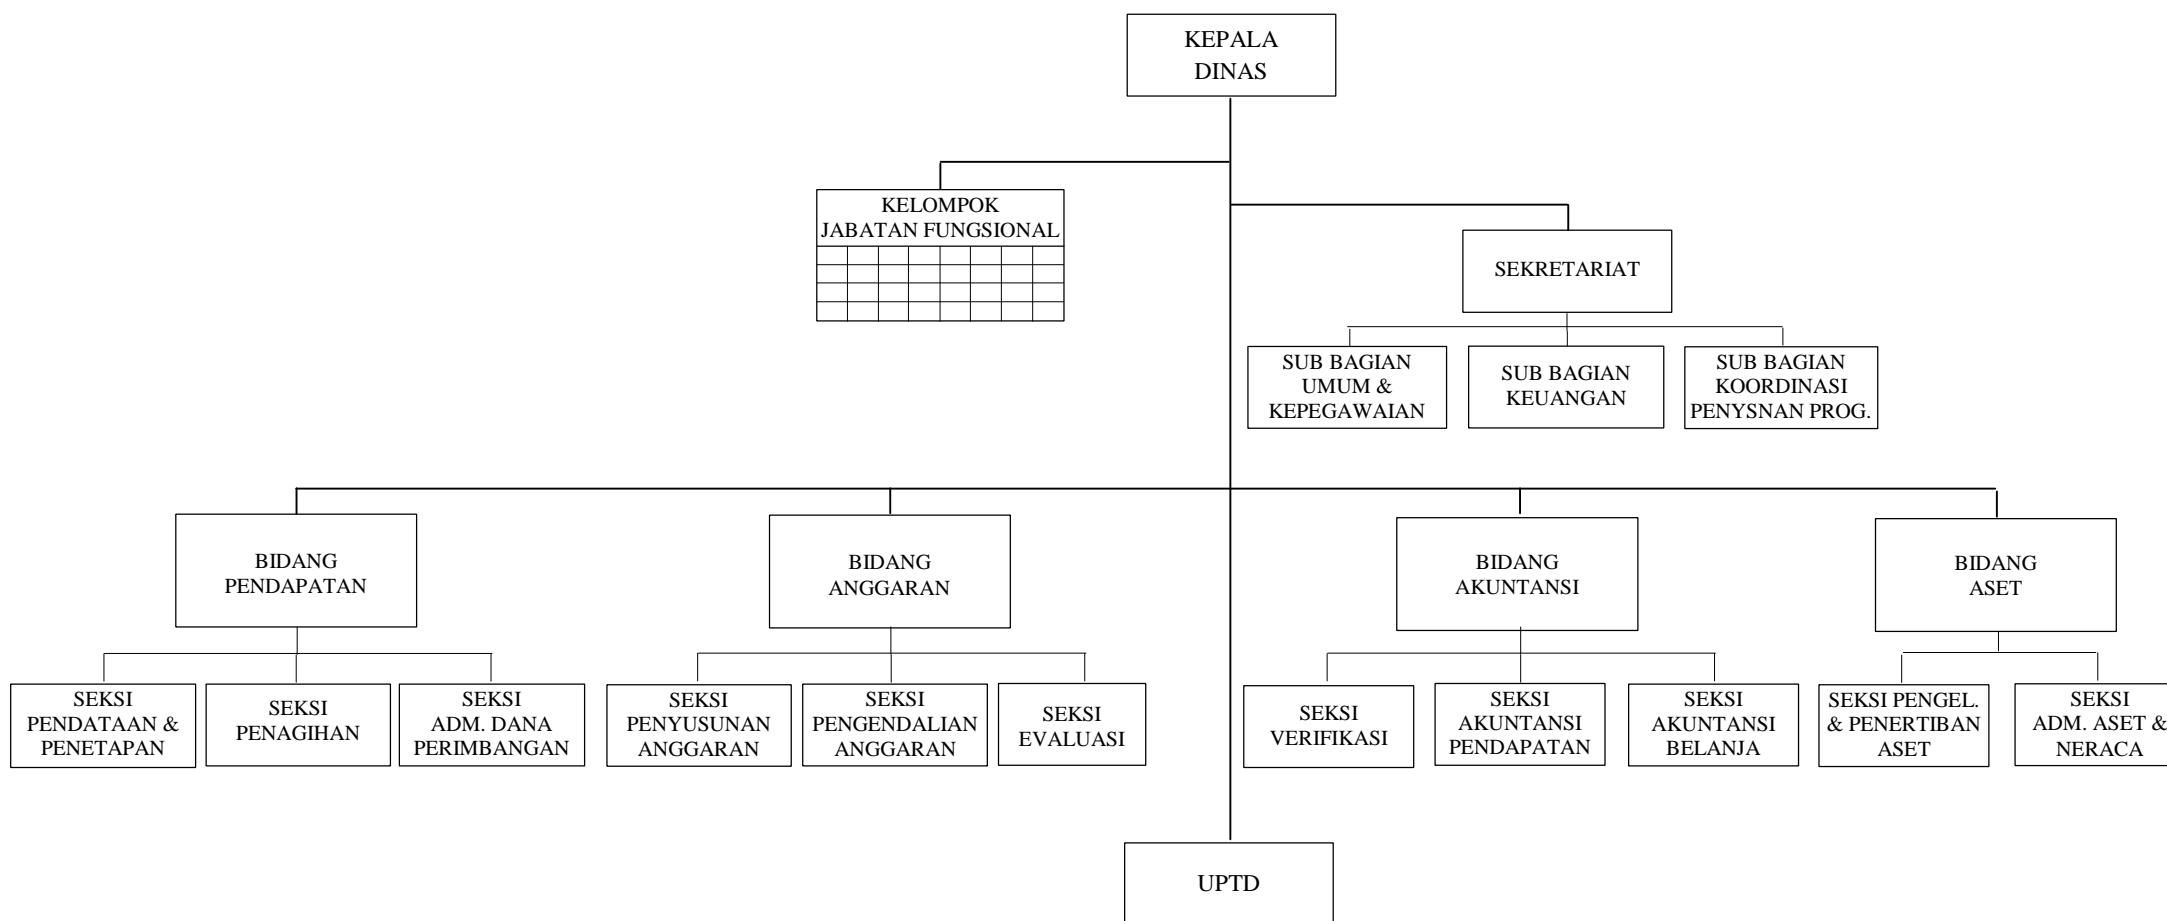 KEPALA
DINAS
KELOMPOK
JABATAN FUNGSIONAL
SEKRETARIAT
SUB BAGIAN
UMUM &
KEPEGAWAIAN
SUB BAGIAN
KEUANGAN
SUB BAGIAN
KOORDINASI
PENYSNAN PROG.
BIDANG
PENDAPATAN
BIDANG
ANGGARAN
BIDANG
AKUNTANSI
BIDANG
ASET
SEKSI
PENDATAAN &
PENETAPAN
SEKSI
PENAGIHAN
SEKSI
ADM. DANA
PERIMBANGAN
SEKSI
PENYUSUNAN
ANGGARAN
SEKSI
PENGENDALIAN
ANGGARAN
SEKSI
EVALUASI
SEKSI
VERIFIKASI
SEKSI
AKUNTANSI
PENDAPATAN
SEKSI
AKUNTANSI
BELANJA
SEKSI PENGEL.
& PENERTIBAN
ASET
SEKSI
ADM. ASET &
NERACA
UPTD